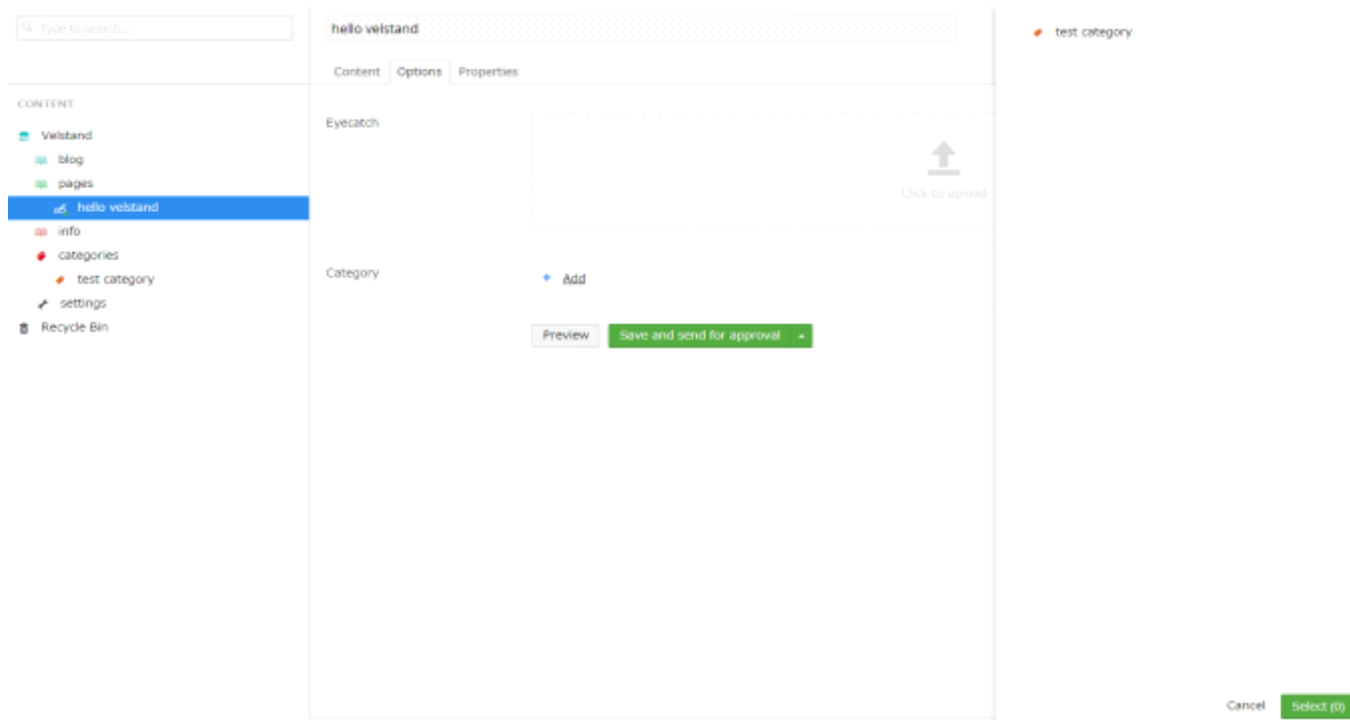 Type to search...
CONTENT
Velstand
blog
pages
hello velstand
info
categories
test category
settings
Recycle Bin
hello velstand
Content Options Properties
Eyecatch
Click to upload
Category
Add
Preview Save and send for approval
test category
Cancel Select (0)